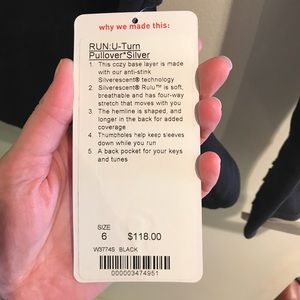 why we made this:
RUN:U-Turn
Pullover*Silver
1. This cozy base layer is made
with our anti-stink
Silverescent® technology
2. Silverescent® Rulu™ is soft,
breathable and has four-way
stretch that moves with you
3. The hemline is shaped, and
longer in the back for added
coverage
4. Thumbholes help keep sleeves
down while you run
5. A back pocket for your keys
and tunes
SIZE
6 $118.00
W3774S BLACK
000003474951